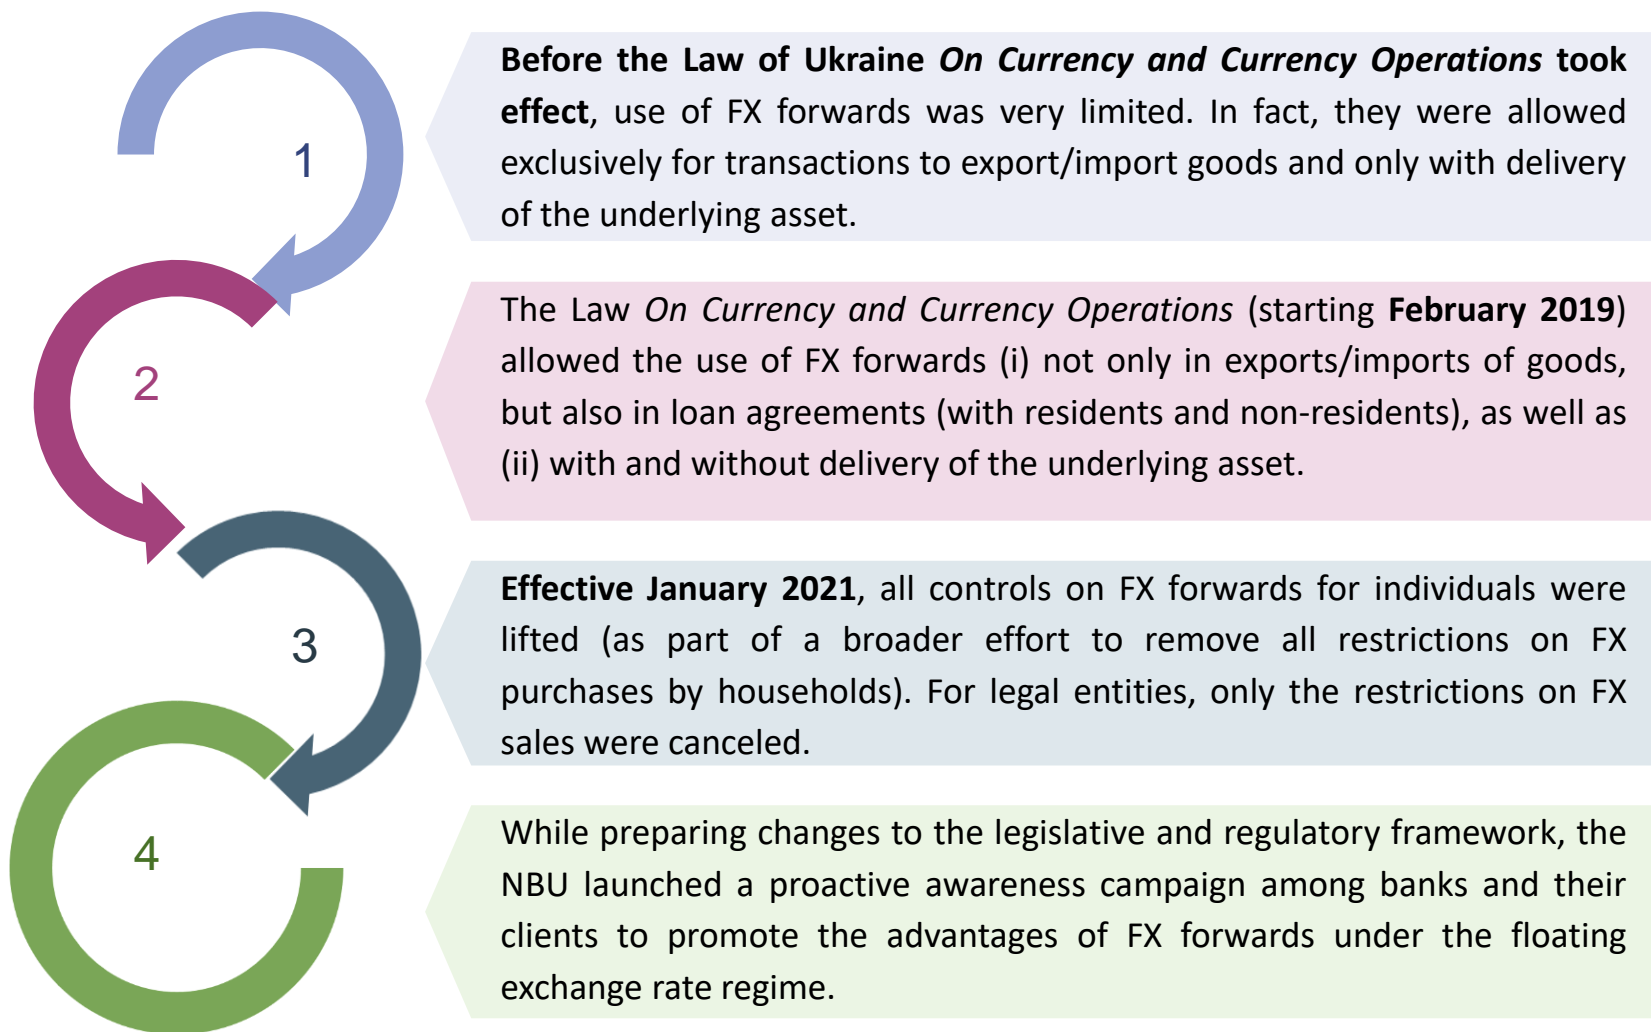 1
Before the Law of Ukraine On Currency and Currency Operations took
effect, use of FX forwards was very limited. In fact, they were allowed
exclusively for transactions to export/import goods and only with delivery
of the underlying asset.
2
The Law On Currency and Currency Operations (starting February 2019)
allowed the use of FX forwards (i) not only in exports/imports of goods,
but also in loan agreements (with residents and non-residents), as well as
(ii) with and without delivery of the underlying asset.
3
Effective January 2021, all controls on FX forwards for individuals were
lifted (as part of a broader effort to remove all restrictions on FX
purchases by households). For legal entities, only the restrictions on FX
sales were canceled.
4
While preparing changes to the legislative and regulatory framework, the
NBU launched a proactive awareness campaign among banks and their
clients to promote the advantages of FX forwards under the floating
exchange rate regime.